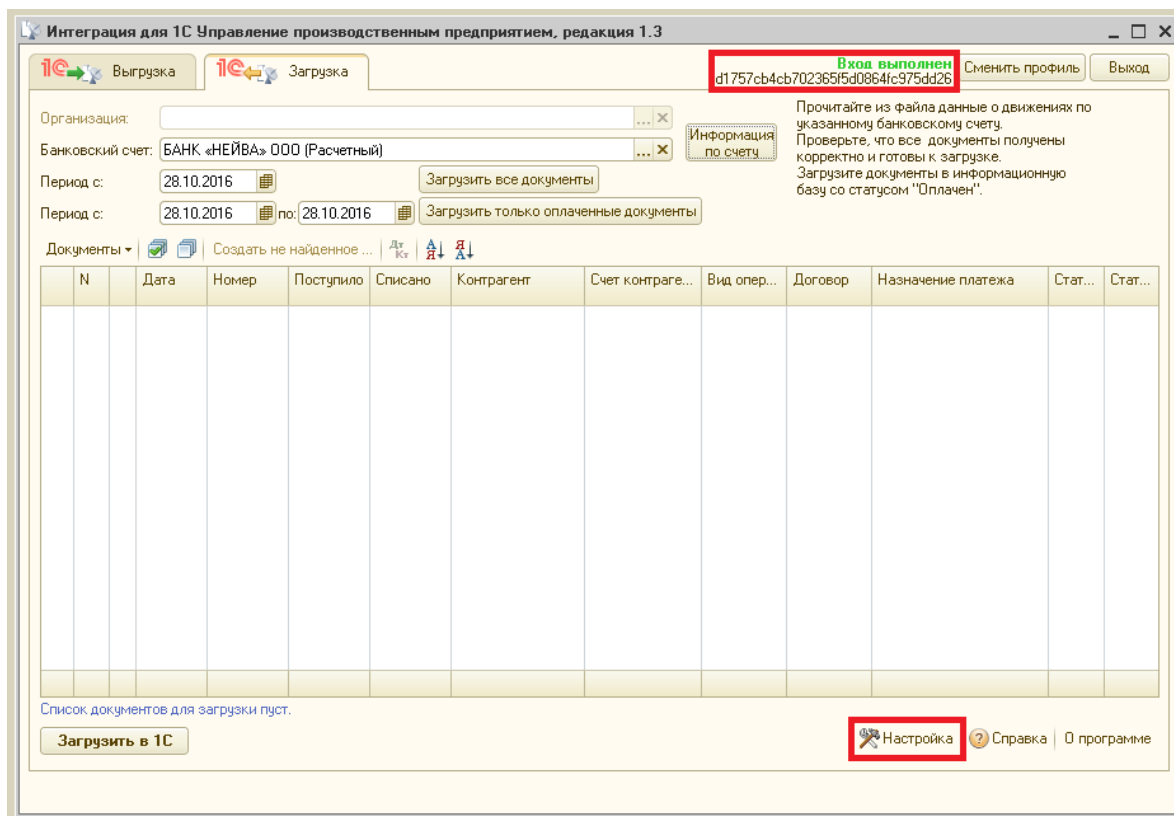 Интеграция для 1С Управление производственным предприятием, редакция 1.3
1С Выгрузка
1С Загрузка
Вход выполнен
d1757cb4cb702365f5d0864fc975dd26
Сменить профиль
Выход
Организация:
Банковский счет: БАНК «НЕЙВА» ООО (Расчетный)
Информация по счету
Период с: 28.10.2016
Загрузить все документы
Период с: 28.10.2016 по: 28.10.2016
Загрузить только оплаченные документы
Прочитайте из файла данные о движениях по
указанному банковскому счету.
Проверьте, что все документы получены
корректно и готовы к загрузке.
Загрузите документы в информационную
базу со статусом "Оплачен".
Документы Создать не найденное ... Дт Кт А Я Я А
N Дата Номер Поступило Списано Контрагент Счет контраге... Вид опер... Договор Назначение платежа Стат... Стат...
Список документов для загрузки пуст.
Загрузить в 1С
Настройка ? Справка О программе